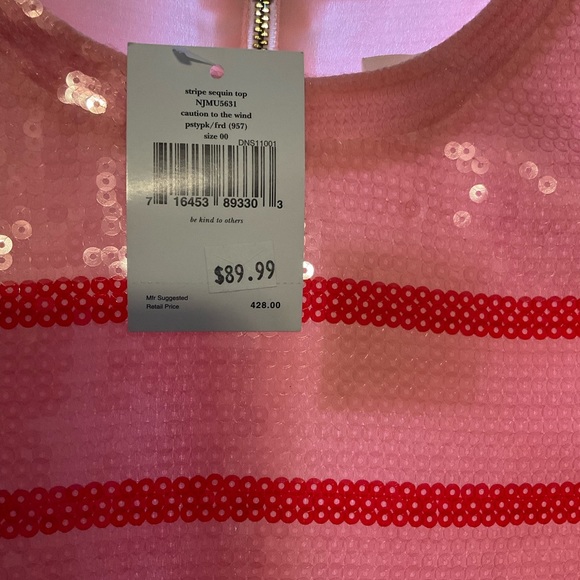 stripe sequin top
NJMU5631
caution to the wind
pstypk/frd (957)
size 00
DNS11001
7 16453 89330 3
be kind to others
$89.99
Mfr Suggested
Retail Price 428.00